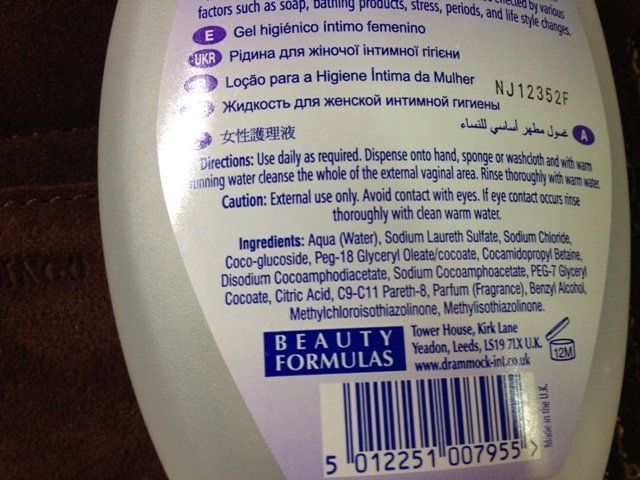 factors such as soap, bathing products, stress, periods, and life style changes.
E Gel higiénico íntimo femenino
UKR Рідина для жіночої інтимної гігієни
Loção para a Higiene Íntima da Mulher
NJ12352F
Жидкость для женской интимной гигиены
女性護理液
غسول مطهر أساسي للنساء A
Directions: Use daily as required. Dispense onto hand, sponge or washcloth and with warm
running water cleanse the whole of the external vaginal area. Rinse thoroughly with warm water.
Caution: External use only. Avoid contact with eyes. If eye contact occurs rinse
thoroughly with clean warm water.
Ingredients: Aqua (Water), Sodium Laureth Sulfate, Sodium Chloride,
Coco-glucoside, Peg-18 Glyceryl Oleate/cocoate, Cocamidopropyl Betaine,
Disodium Cocoamphodiacetate, Sodium Cocoamphoacetate, PEG-7 Glyceryl
Cocoate, Citric Acid, C9-C11 Pareth-8, Parfum (Fragrance), Benzyl Alcohol,
Methylchloroisothiazolinone, Methylisothiazolinone.
BEAUTY
FORMULAS
Tower House, Kirk Lane
Yeadon, Leeds, LS19 7LX U.K.
www.drammock-int.co.uk
12M
Made in the U.K.
5 012251 007955 >